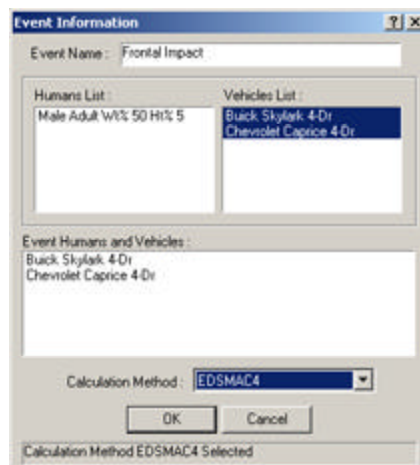 Event Information
Event Name : Frontal Impact
Humans List :
Male Adult Wt% 50 Ht% 5
Vehicles List :
Buick Skylark 4-Dr
Chevrolet Caprice 4-Dr
Event Humans and Vehicles :
Buick Skylark 4-Dr
Chevrolet Caprice 4-Dr
Calculation Method : EDSMAC4
OK Cancel
Calculation Method EDSMAC4 Selected